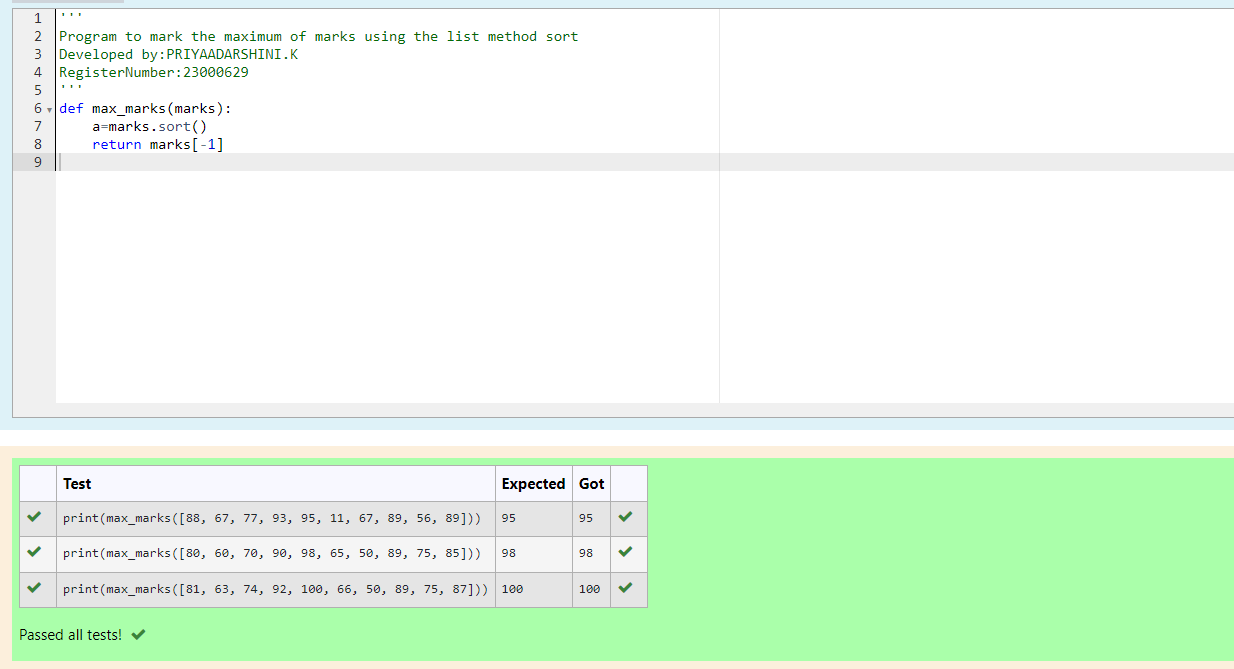 1 '''
2 Program to mark the maximum of marks using the list method sort
3 Developed by:PRIYAADARSHINI.K
4 RegisterNumber:23000629
5 '''
6 def max_marks(marks):
7     a=marks.sort()
8     return marks[-1]
9
Test Expected Got
print(max_marks([88, 67, 77, 93, 95, 11, 67, 89, 56, 89])) 95 95
print(max_marks([80, 60, 70, 90, 98, 65, 50, 89, 75, 85])) 98 98
print(max_marks([81, 63, 74, 92, 100, 66, 50, 89, 75, 87])) 100 100
Passed all tests!